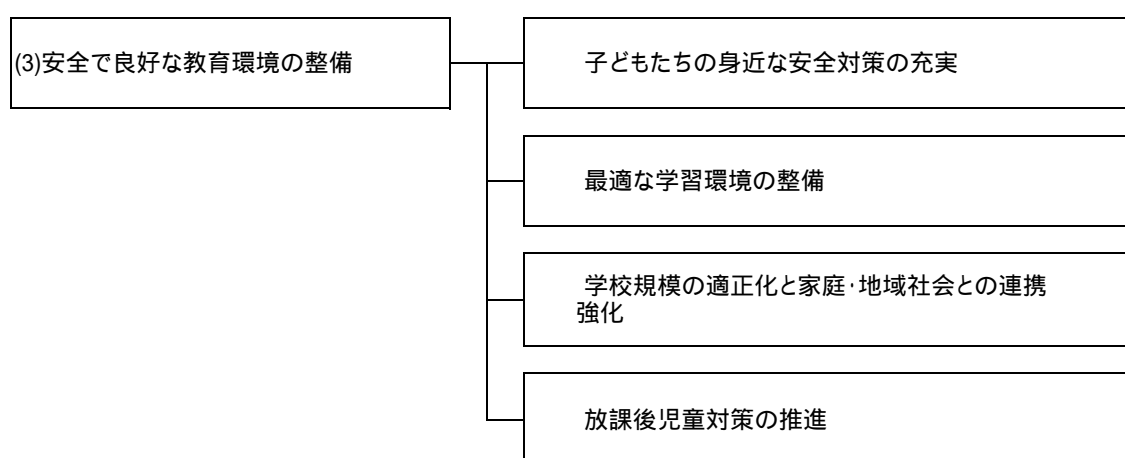 (3)安全で良好な教育環境の整備
子どもたちの身近な安全対策の充実
最適な学習環境の整備
学校規模の適正化と家庭・地域社会との連携
強化
放課後児童対策の推進